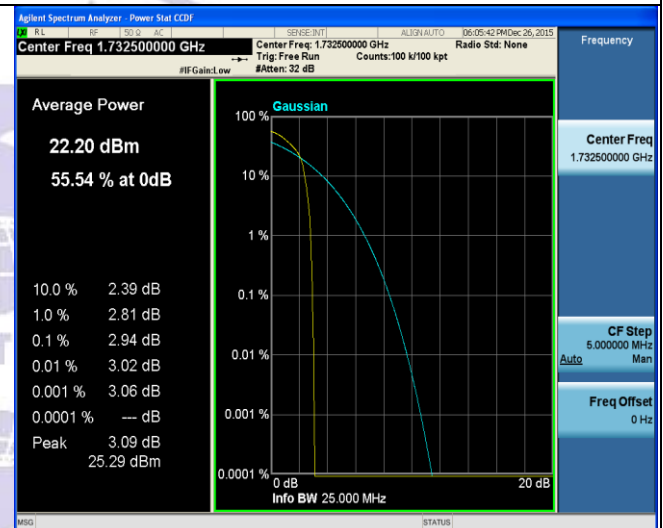 Agilent Spectrum Analyzer - Power Stat CCDF
RL RF 50 Ω AC SENSE:INT ALIGN AUTO 06:05:42 PM Dec 26, 2015
Center Freq 1.732500000 GHz
Center Freq: 1.732500000 GHz Radio Std: None
Trig: Free Run Counts:100 k/100 kpt
#IFGain:Low #Atten: 32 dB
Frequency
Average Power
22.20 dBm
55.54 % at 0dB
10.0 % 2.39 dB
1.0 % 2.81 dB
0.1 % 2.94 dB
0.01 % 3.02 dB
0.001 % 3.06 dB
0.0001 % --- dB
Peak 3.09 dB
25.29 dBm
Gaussian
100 %
10 %
1 %
0.1 %
0.01 %
0.001 %
0.0001 %
0 dB 20 dB
Info BW 25.000 MHz
Center Freq
1.732500000 GHz
CF Step
5.000000 MHz
Auto Man
Freq Offset
0 Hz
MSG STATUS